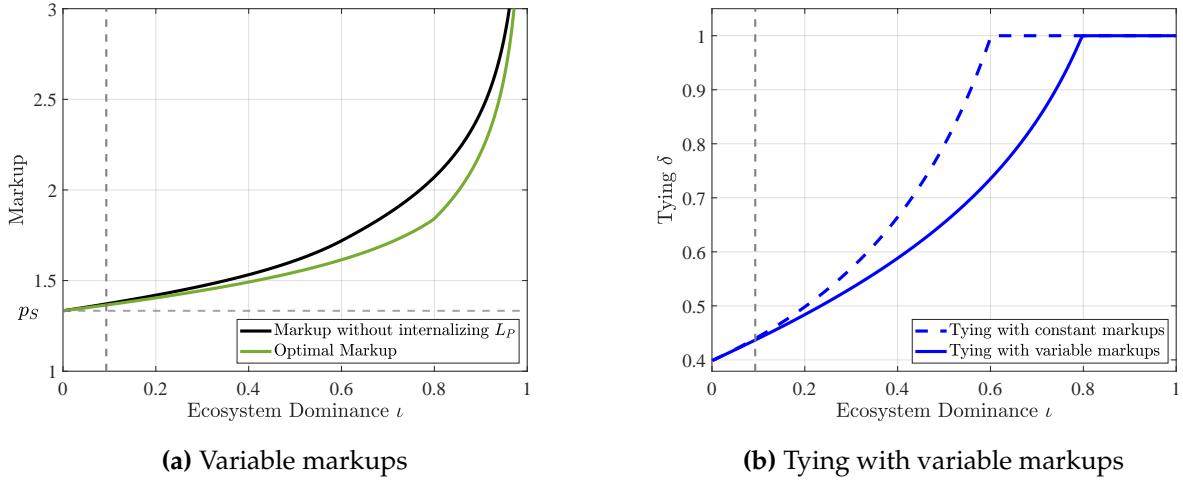 3
2.5
2
1.5
p_S
1
Markup
0
0.2
0.4
0.6
0.8
1
Ecosystem Dominance ι
Markup without internalizing L_P
Optimal Markup
(a) Variable markups
1
0.9
0.8
0.7
0.6
0.5
0.4
Tying δ
0
0.2
0.4
0.6
0.8
1
Ecosystem Dominance ι
Tying with constant markups
Tying with variable markups
(b) Tying with variable markups